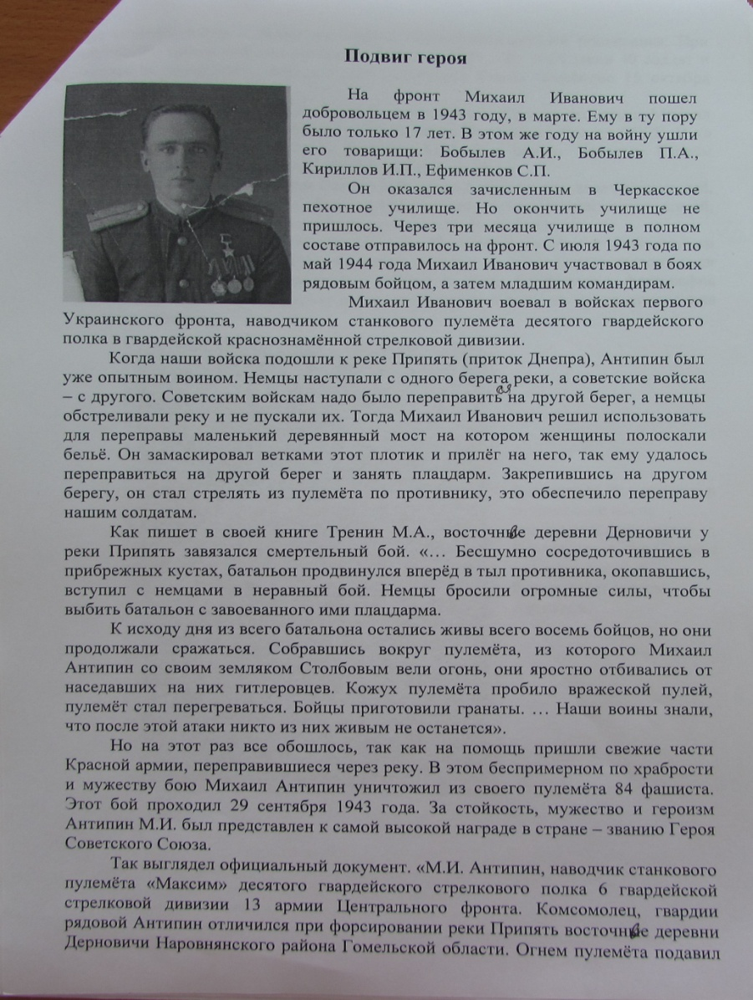 Подвиг героя
На фронт Михаил Иванович пошел
добровольцем в 1943 году, в марте. Ему в ту пору
было только 17 лет. В этом же году на войну ушли
его товарищи: Бобылев А.И., Бобылев П.А.,
Кириллов И.П., Ефименков С.П.
Он оказался зачисленным в Черкасское
пехотное училище. Но окончить училище не
пришлось. Через три месяца училище в полном
составе отправилось на фронт. С июля 1943 года по
май 1944 года Михаил Иванович участвовал в боях
рядовым бойцом, а затем младшим командирам.
Михаил Иванович воевал в войсках первого
Украинского фронта, наводчиком станкового пулемёта десятого гвардейского
полка в гвардейской краснознамённой стрелковой дивизии.
Когда наши войска подошли к реке Припять (приток Днепра), Антипин был
уже опытным воином. Немцы наступали с одного берега реки, а советские войска
– с другого. Советским войскам надо было переправиться на другой берег, а немцы
обстреливали реку и не пускали их. Тогда Михаил Иванович решил использовать
для переправы маленький деревянный мост на котором женщины полоскали
бельё. Он замаскировал ветками этот плотик и прилёг на него, так ему удалось
переправиться на другой берег и занять плацдарм. Закрепившись на другом
берегу, он стал стрелять из пулемёта по противнику, это обеспечило переправу
нашим солдатам.
Как пишет в своей книге Тренин М.А., восточнее деревни Дерновичи у
реки Припять завязался смертельный бой. «… Бесшумно сосредоточившись в
прибрежных кустах, батальон продвинулся вперёд в тыл противника, окопавшись,
вступил с немцами в неравный бой. Немцы бросили огромные силы, чтобы
выбить батальон с завоеванного ими плацдарма.
К исходу дня из всего батальона остались живы всего восемь бойцов, но они
продолжали сражаться. Собравшись вокруг пулемёта, из которого Михаил
Антипин со своим земляком Столбовым вели огонь, они яростно отбивались от
наседавших на них гитлеровцев. Кожух пулемёта пробило вражеской пулей,
пулемёт стал перегреваться. Бойцы приготовили гранаты. … Наши воины знали,
что после этой атаки никто из них живым не останется».
Но на этот раз все обошлось, так как на помощь пришли свежие части
Красной армии, переправившиеся через реку. В этом беспримерном по храбрости
и мужеству бою Михаил Антипин уничтожил из своего пулемёта 84 фашиста.
Этот бой проходил 29 сентября 1943 года. За стойкость, мужество и героизм
Антипин М.И. был представлен к самой высокой награде в стране – званию Героя
Советского Союза.
Так выглядел официальный документ. «М.И. Антипин, наводчик станкового
пулемёта «Максим» десятого гвардейского стрелкового полка 6 гвардейской
стрелковой дивизии 13 армии Центрального фронта. Комсомолец, гвардии
рядовой Антипин отличился при форсировании реки Припять восточнее деревни
Дерновичи Наровнянского района Гомельской области. Огнем пулемёта подавил